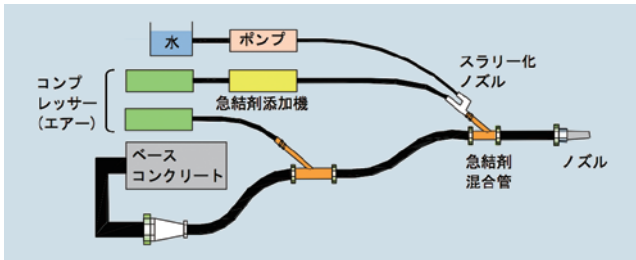 水
ポンプ
スラリー化
ノズル
コンプ
レッサー
(エアー)
急結剤添加機
ベース
コンクリート
急結剤
混合管
ノズル